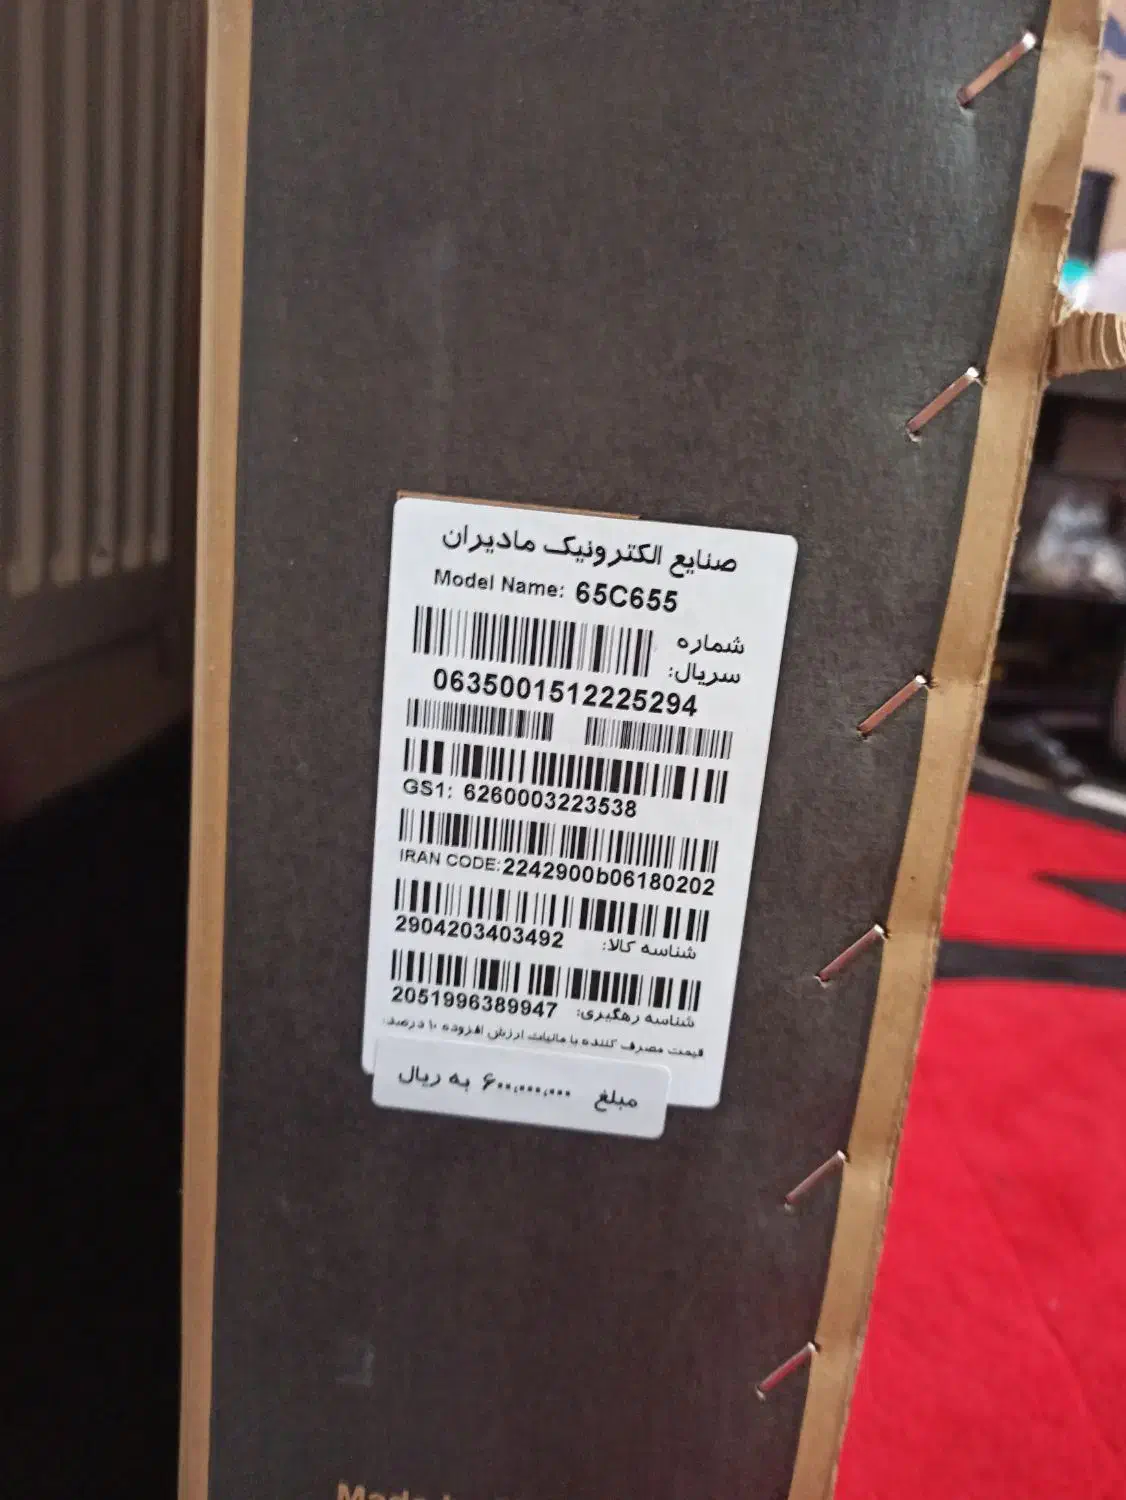 صنایع الکترونیک مادیران
Model Name: 65C655
شماره
سریال:
0635001512225294
GS1: 6260003223538
IRAN CODE:2242900b06180202
شناسه کالا: 2904203403492
شناسه رهگیری: 2051996389947
قیمت مصرف کننده با مالیات ارزش افزوده ۱۰ درصد:
مبلغ ۶۰۰,۰۰۰,۰۰۰ به ریال
Made